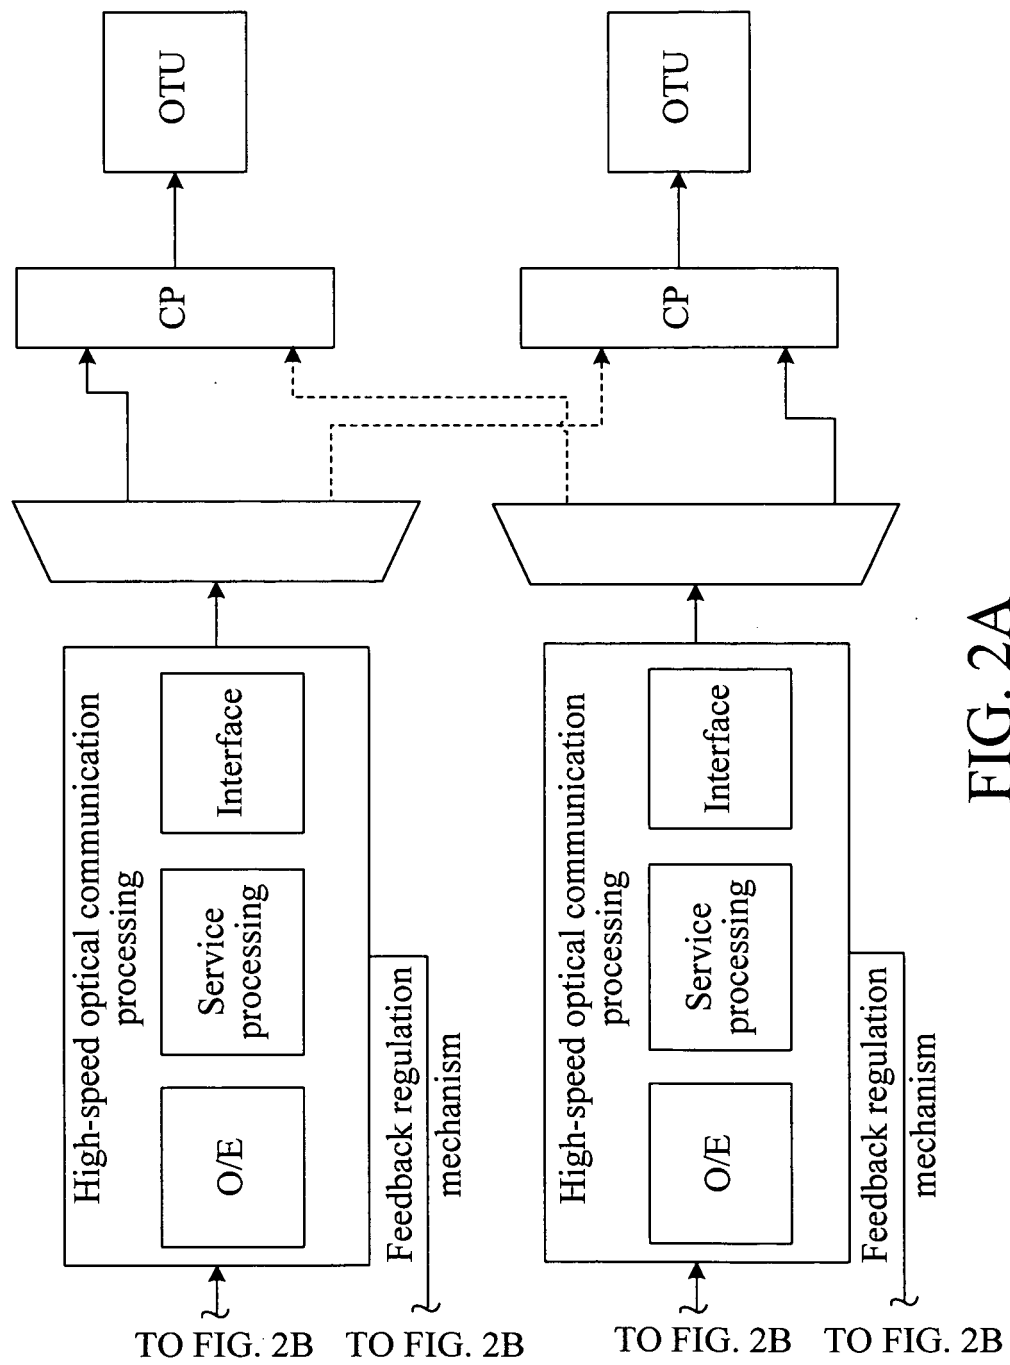 OTU
CP
High-speed optical communication
processing
Interface
Service
processing
O/E
Feedback regulation
mechanism
TO FIG. 2B
TO FIG. 2B
OTU
CP
High-speed optical communication
processing
Interface
Service
processing
O/E
Feedback regulation
mechanism
TO FIG. 2B
TO FIG. 2B
FIG. 2A